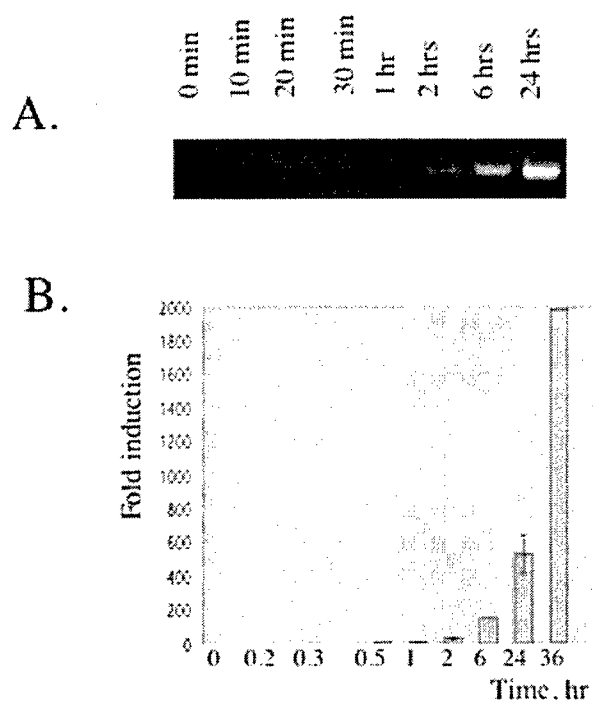 0 min
10 min
20 min
30 min
1 hr
2 hrs
6 hrs
24 hrs
A.
B.
Fold induction
2000
1800
1600
1400
1200
1000
800
600
400
200
0
0 0.2 0.3 0.5 1 2 6 24 36
Time, hr